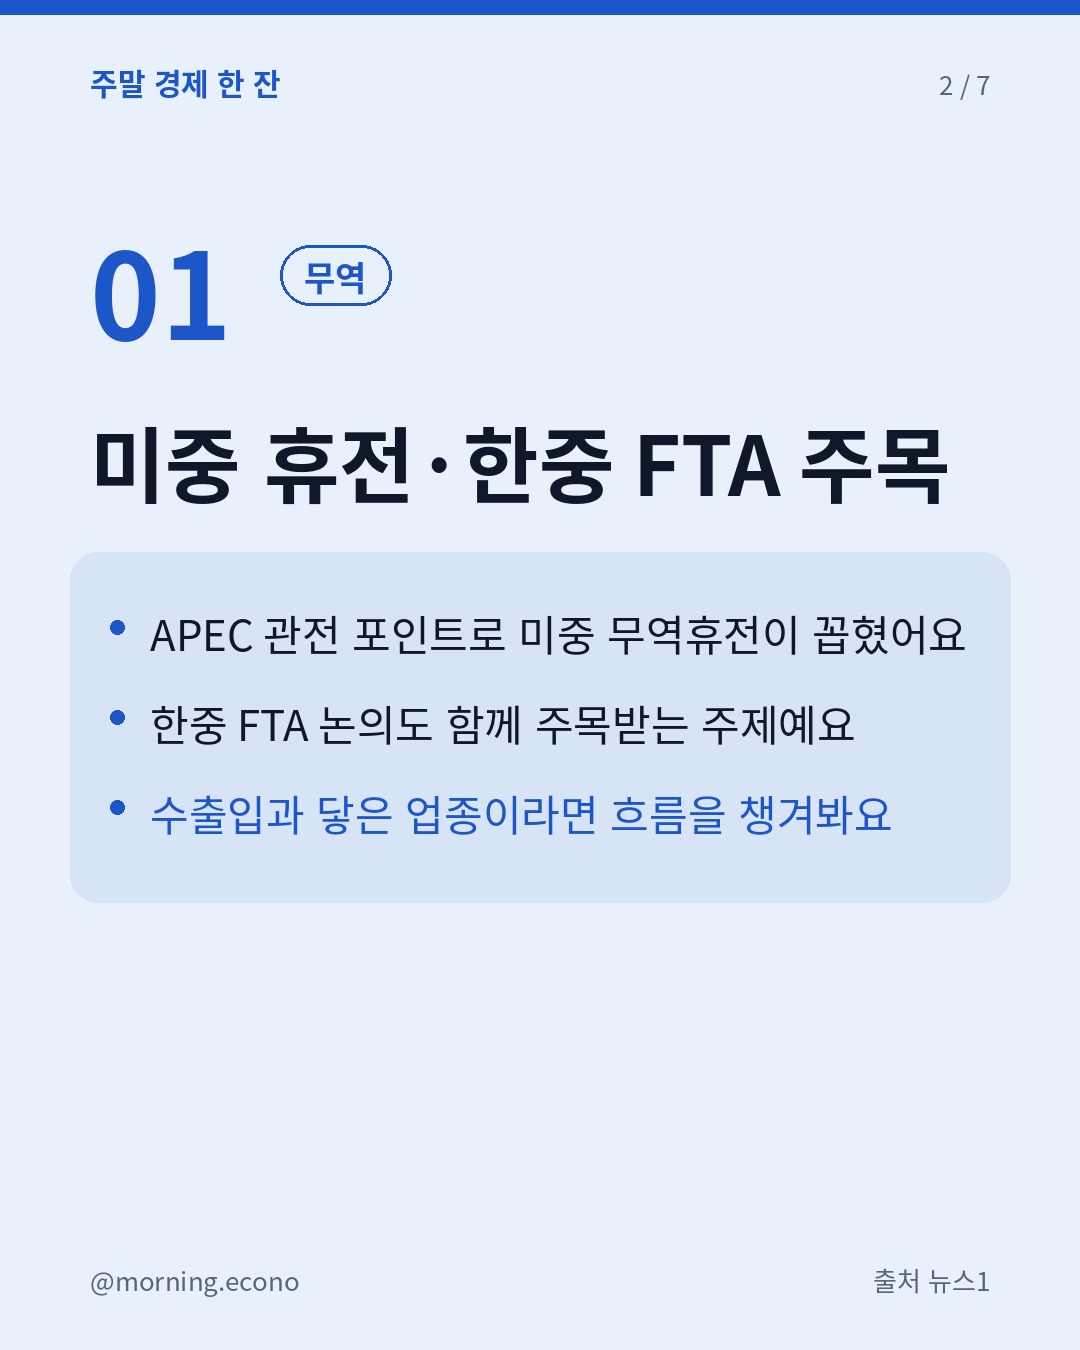 주말 경제 한 잔
2 / 7
01
무역
미중 휴전·한중 FTA 주목
• APEC 관전 포인트로 미중 무역휴전이 꼽혔어요
• 한중 FTA 논의도 함께 주목받는 주제예요
• 수출입과 닿은 업종이라면 흐름을 챙겨봐요
@morning.econo
출처 뉴스1